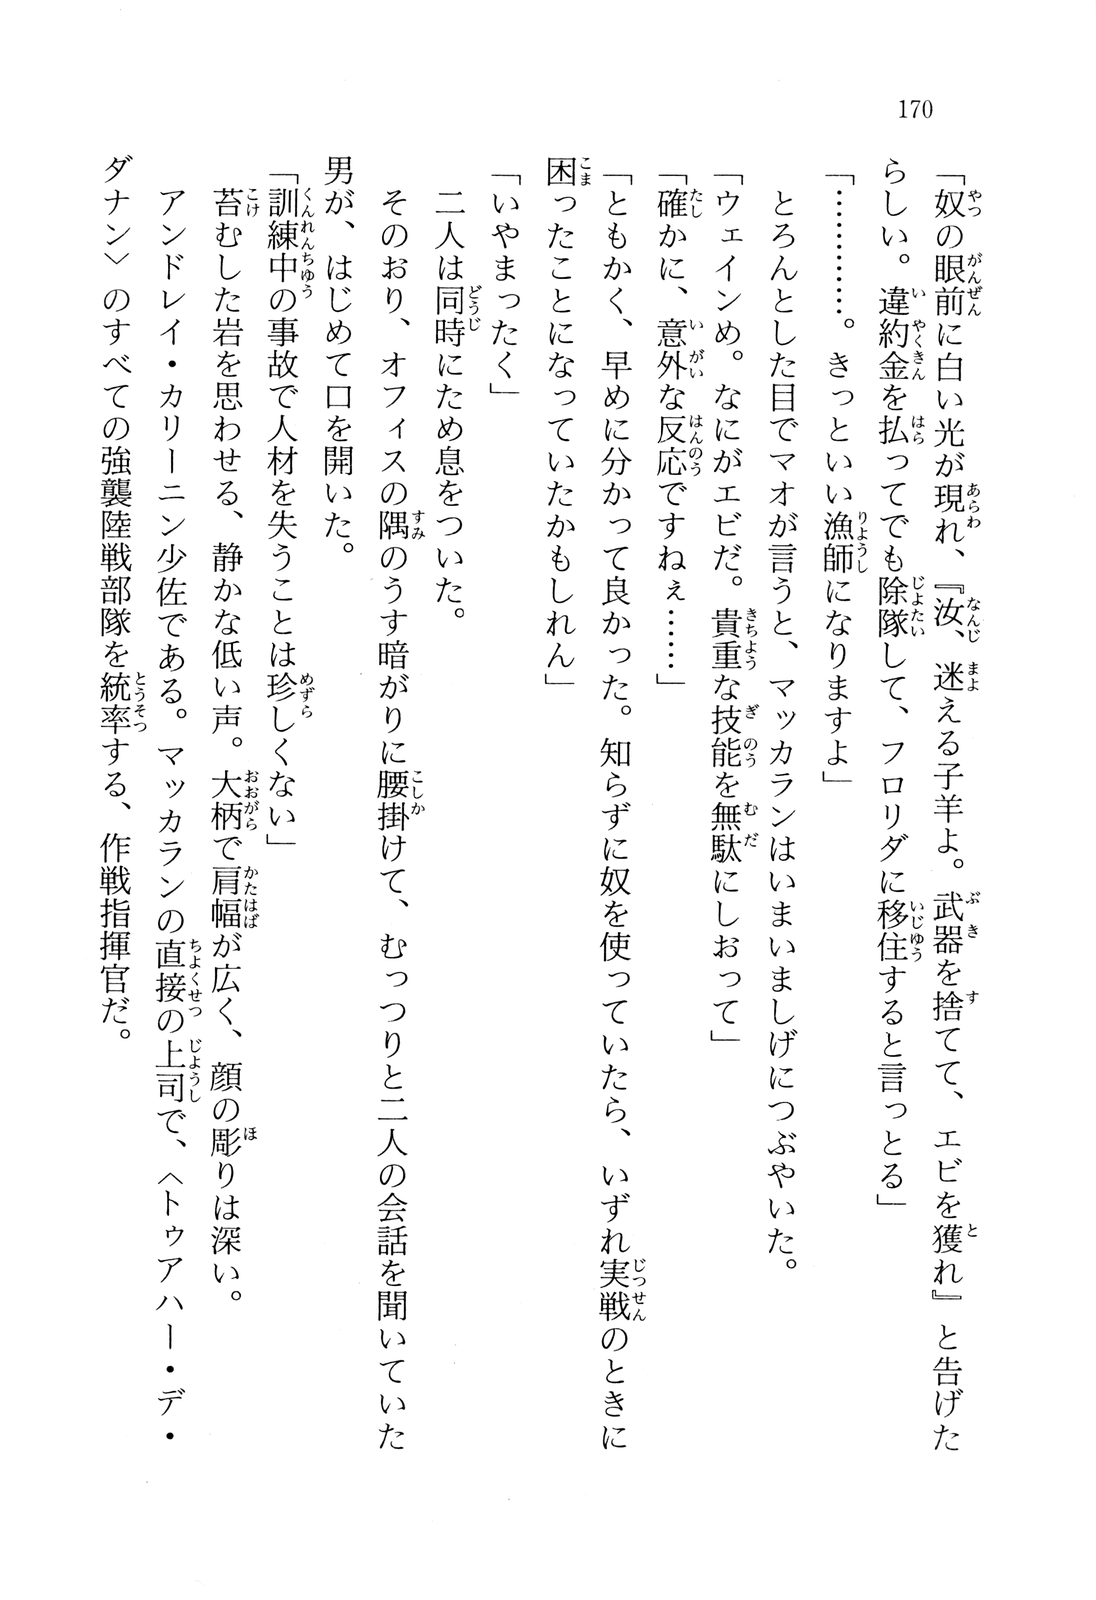 170
「奴の眼前に白い光が現れ、『汝、迷える子羊よ。武器を捨てて、エビを獲れ』と告げた
らしい。違約金を払ってでも除隊して、フロリダに移住すると言っとる」
「…………。きっといい漁師になりますよ」
とろんとした目でマオが言うと、マッカランはいまいましげにつぶやいた。
「ウェインめ。なにがエビだ。貴重な技能を無駄にしおって」
「確かに、意外な反応ですねぇ……」
「ともかく、早めに分かって良かった。知らずに奴を使っていたら、いずれ実戦のときに
困ったことになっていたかもしれん」
「いやまったく」
二人は同時にため息をついた。
そのおり、オフィスの隅のうす暗がりに腰掛けて、むっつりと二人の会話を聞いていた
男が、はじめて口を開いた。
「訓練中の事故で人材を失うことは珍しくない」
苔むした岩を思わせる、静かな低い声。大柄で肩幅が広く、顔の彫りは深い。
アンドレイ・カリーニン少佐である。マッカランの直接の上司で、〈トゥアハー・デ・
ダナン〉のすべての強襲陸戦部隊を統率する、作戦指揮官だ。